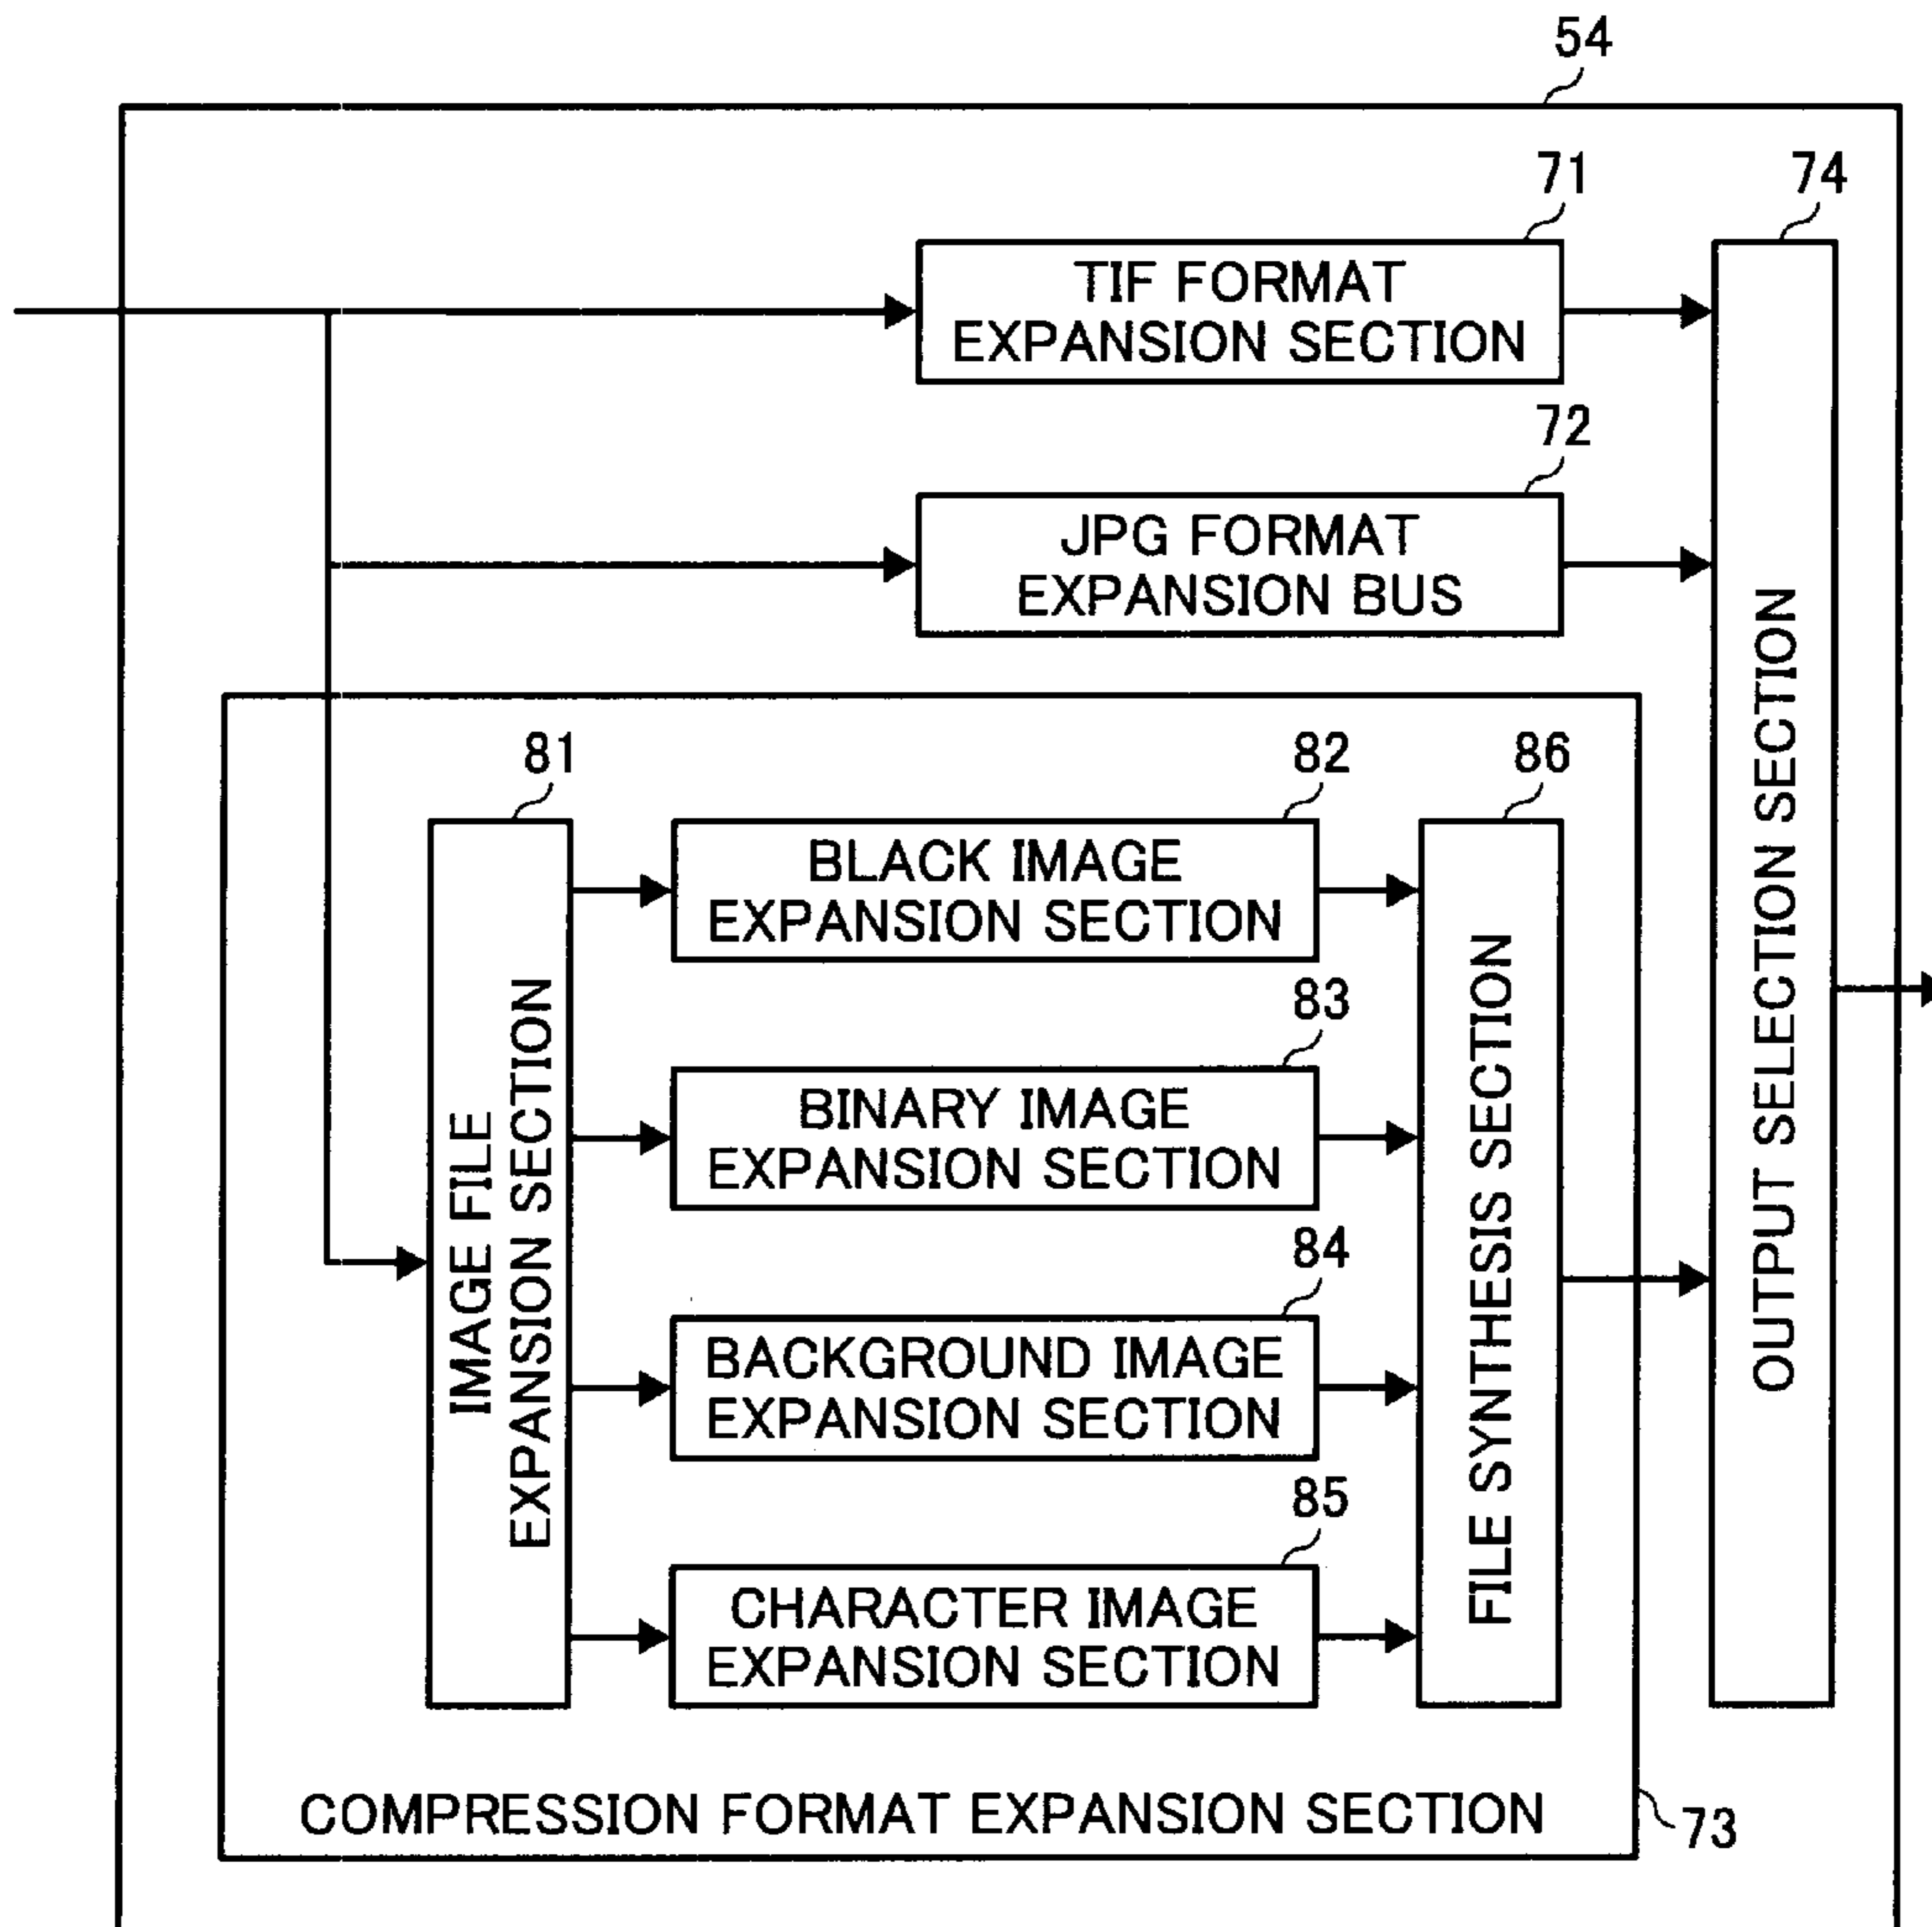 54
71
74
TIF FORMAT
EXPANSION SECTION
72
JPG FORMAT
EXPANSION BUS
OUTPUT SELECTION SECTION
81
82
86
IMAGE FILE
EXPANSION SECTION
BLACK IMAGE
EXPANSION SECTION
83
BINARY IMAGE
EXPANSION SECTION
84
BACKGROUND IMAGE
EXPANSION SECTION
85
CHARACTER IMAGE
EXPANSION SECTION
FILE SYNTHESIS SECTION
COMPRESSION FORMAT EXPANSION SECTION
73